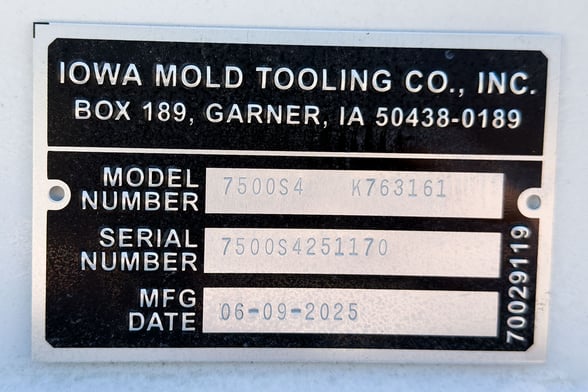 IOWA MOLD TOOLING CO., INC.
BOX 189, GARNER, IA 50438-0189
MODEL NUMBER 7500S4 K763161
SERIAL NUMBER 7500S4251170
MFG DATE 06-09-2025
70029119